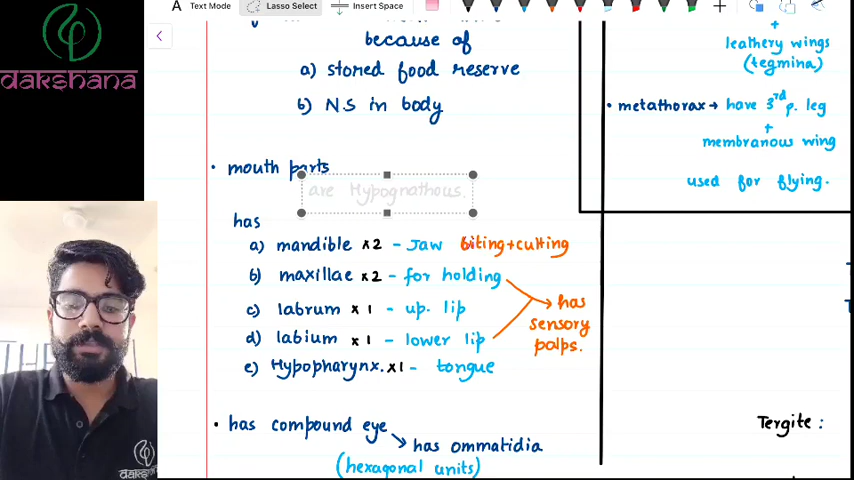 dakshana
A Text Mode Lasso Select Insert Space
because of
a) stored food reserve
b) NS in body
• mouth parts
are Hypognathous.
has
a) mandible x2 - Jaw biting+cutting
b) maxillae x2 - for holding
c) labrum x 1 - up. lip
d) labium x 1 - lower lip
→ has
sensory
palps.
e) Hypopharynx. x1 - tongue
• has compound eye
→ has ommatidia
(hexagonal units)
+
leathery wings
(tegmina)
• metathorax → have 3rd p. leg
+
membranous wing
used for flying.
Tergite :
dakshana